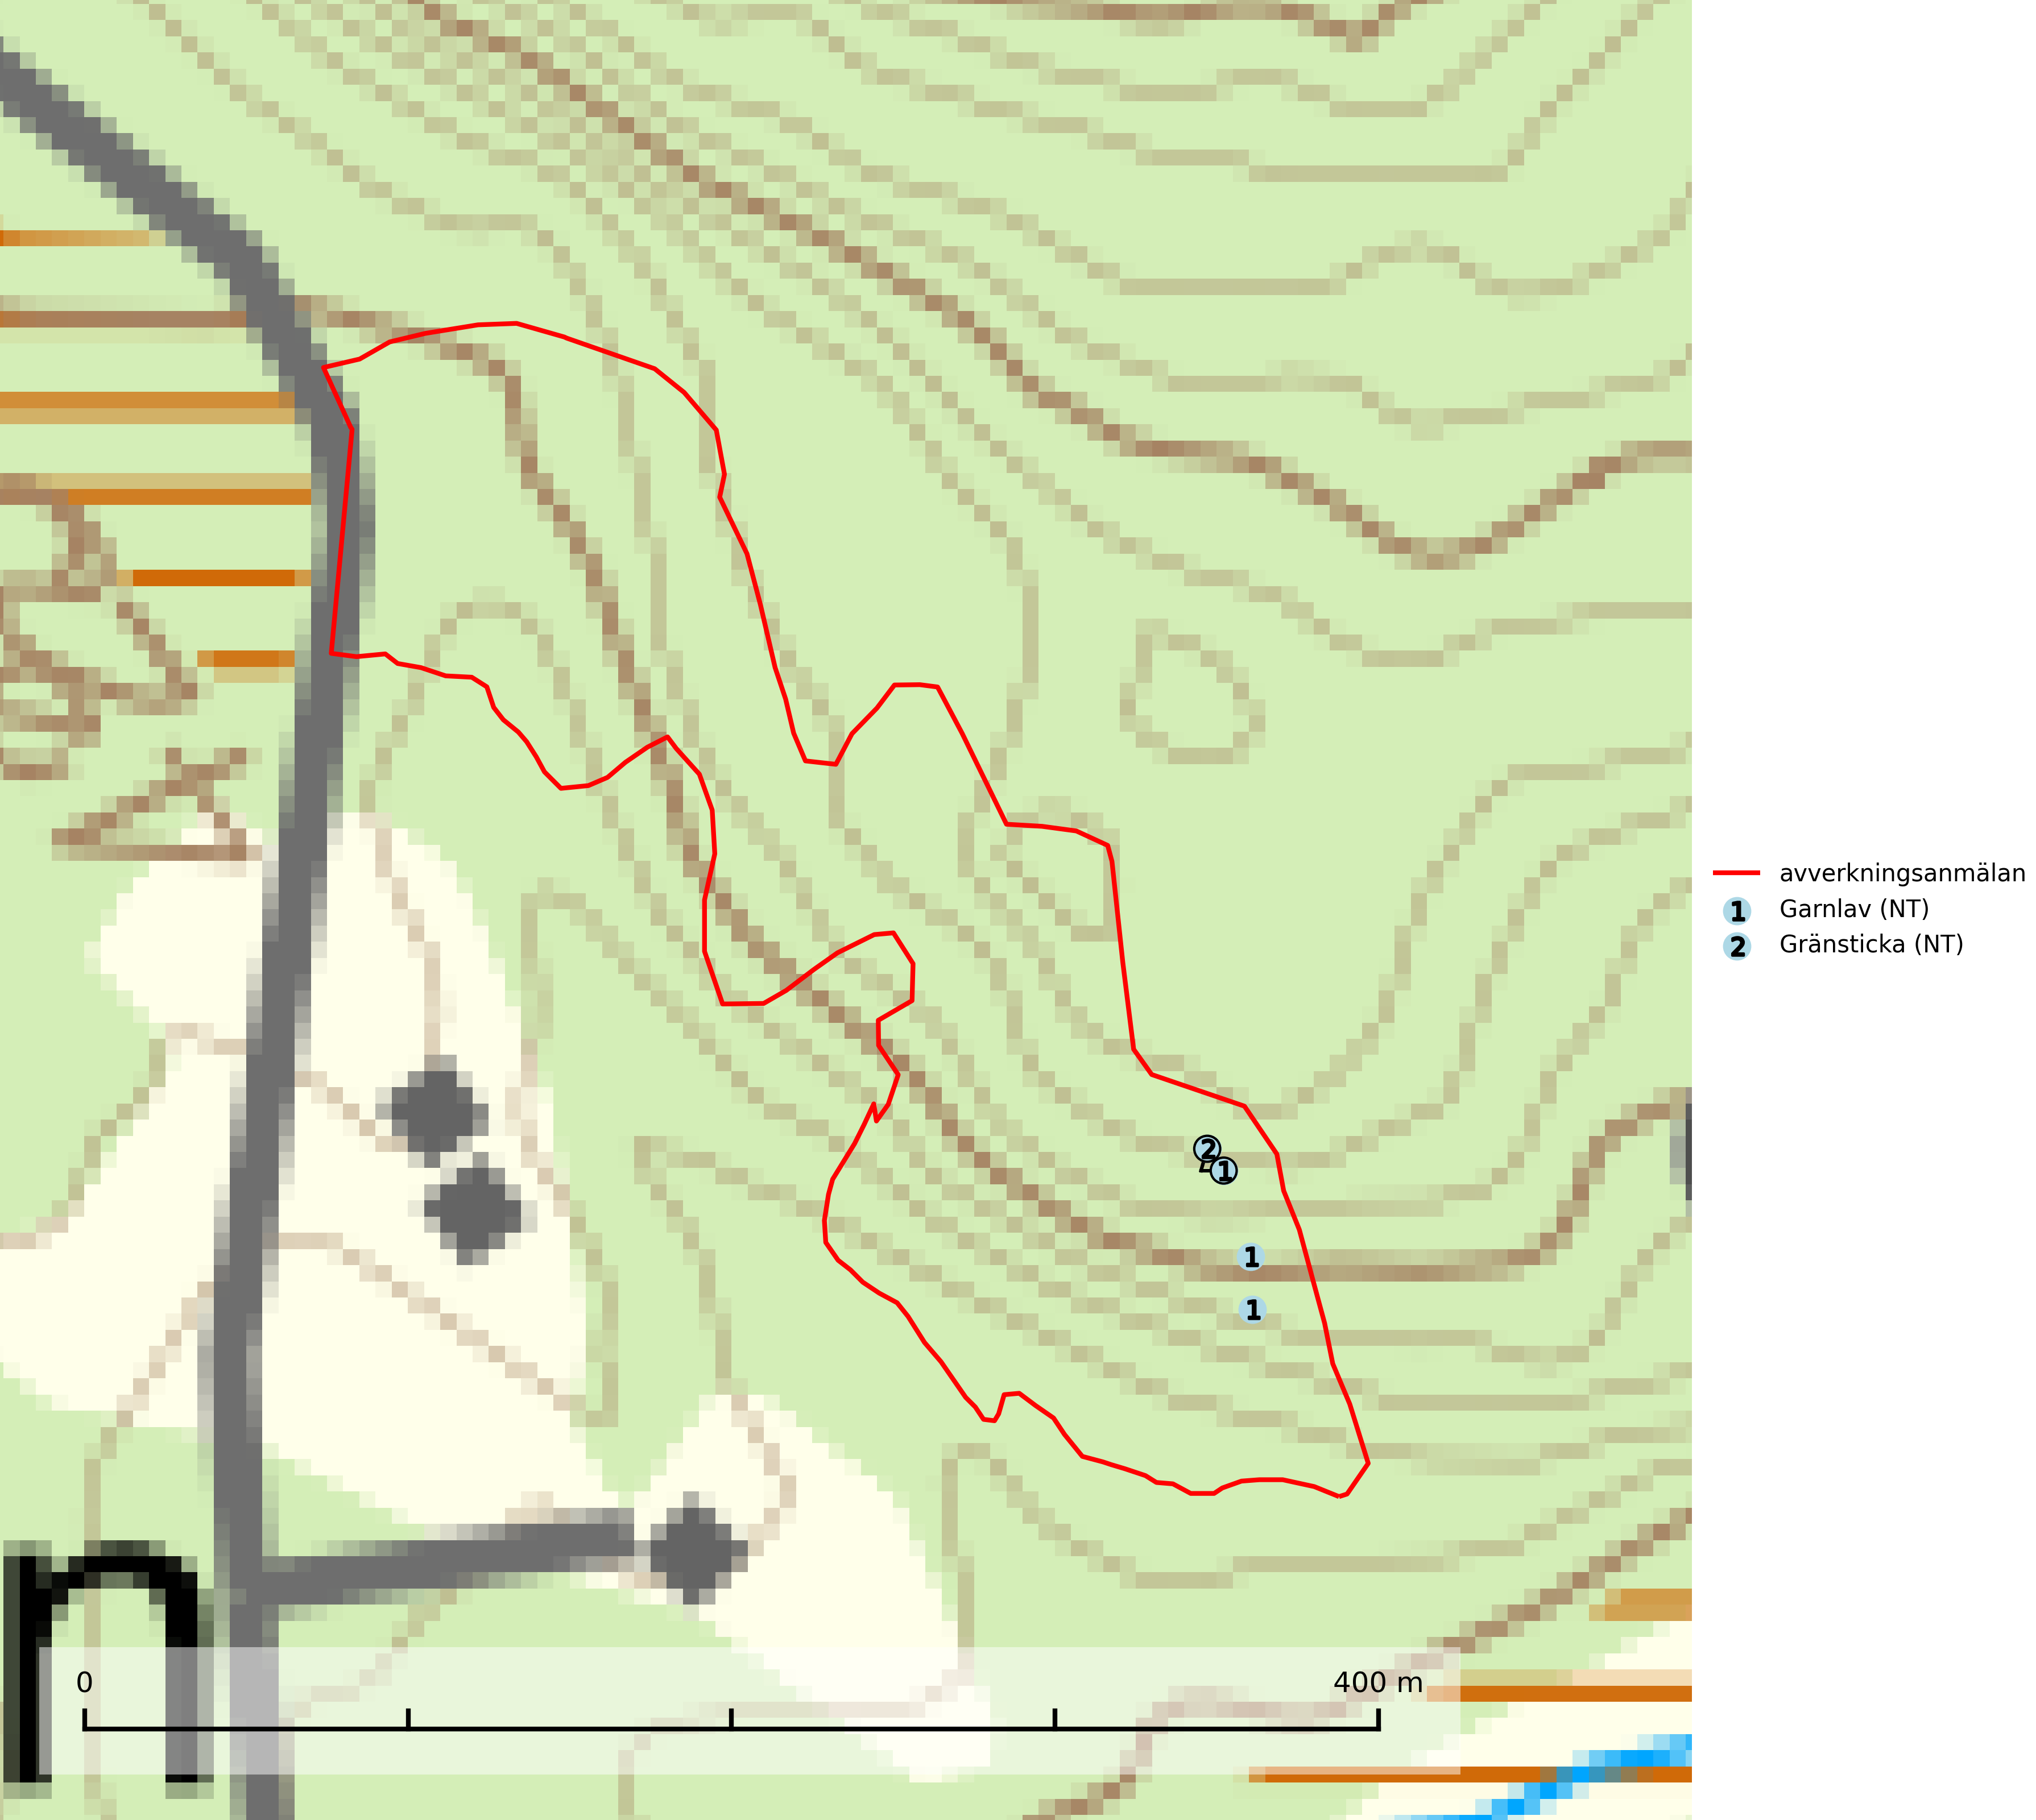 avverkningsanmälan
1 Garnlav (NT)
2 Gränsticka (NT)
2
1
1
1
n
0 400 m